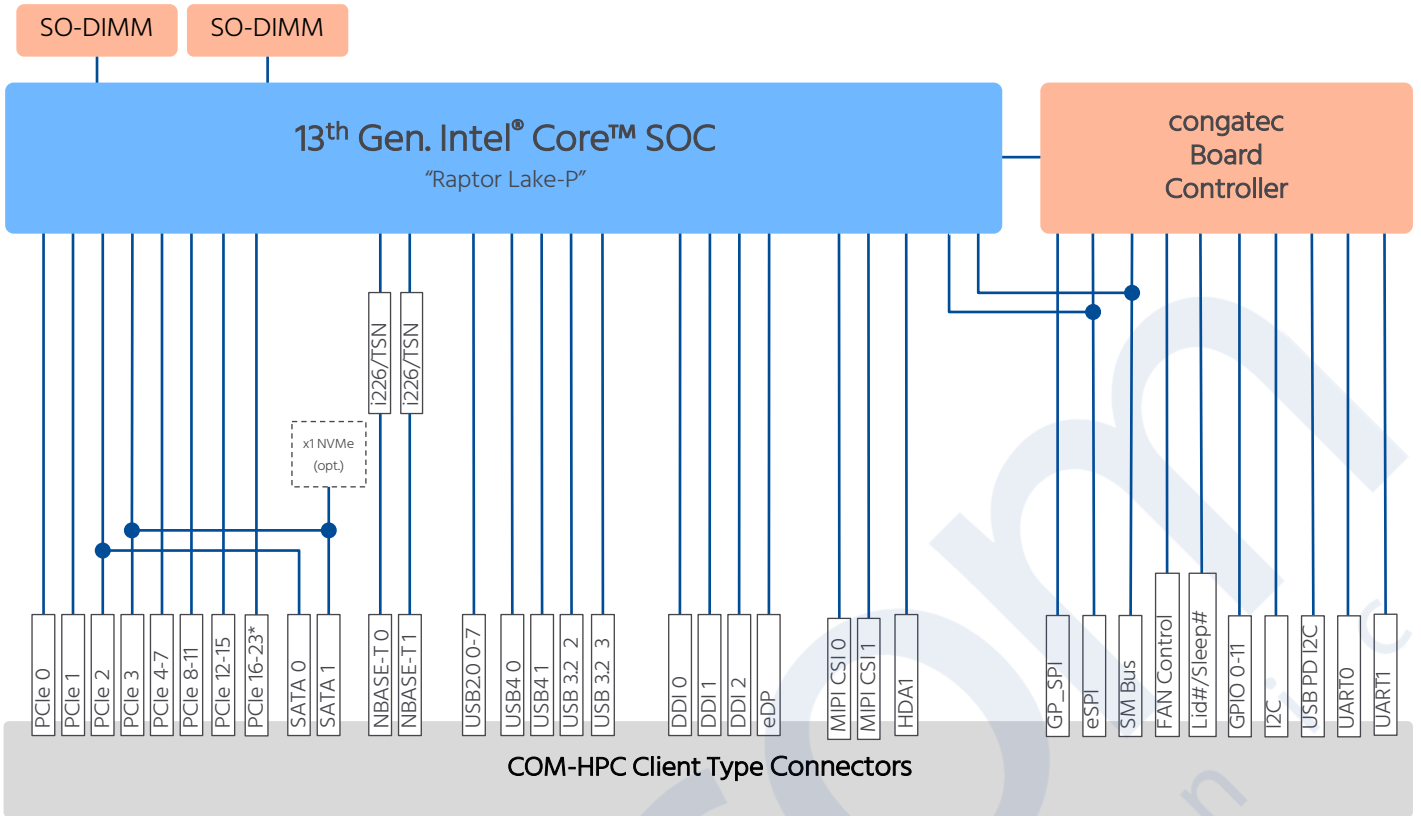 SO-DIMM
SO-DIMM
13th Gen. Intel® Core™ SOC
“Raptor Lake-P”
congatec
Board
Controller
i226/TSN
i226/TSN
x1 NVMe
(opt.)
PCIe 0
PCIe 1
PCIe 2
PCIe 3
PCIe 4-7
PCIe 8-11
PCIe 12-15
PCIe 16-23*
SATA 0
SATA 1
NBASE-T 0
NBASE-T1
USB2.0 0-7
USB4 0
USB4 1
USB 3.2 2
USB 3.2 3
DDI 0
DDI 1
DDI 2
eDP
MIPI CSI 0
MIPI CSI 1
HDA1
GP_SPI
eSPI
SM Bus
FAN Control
Lid#/Sleep#
GPIO 0-11
I2C
USB PD I2C
UART0
UART1
COM-HPC Client Type Connectors